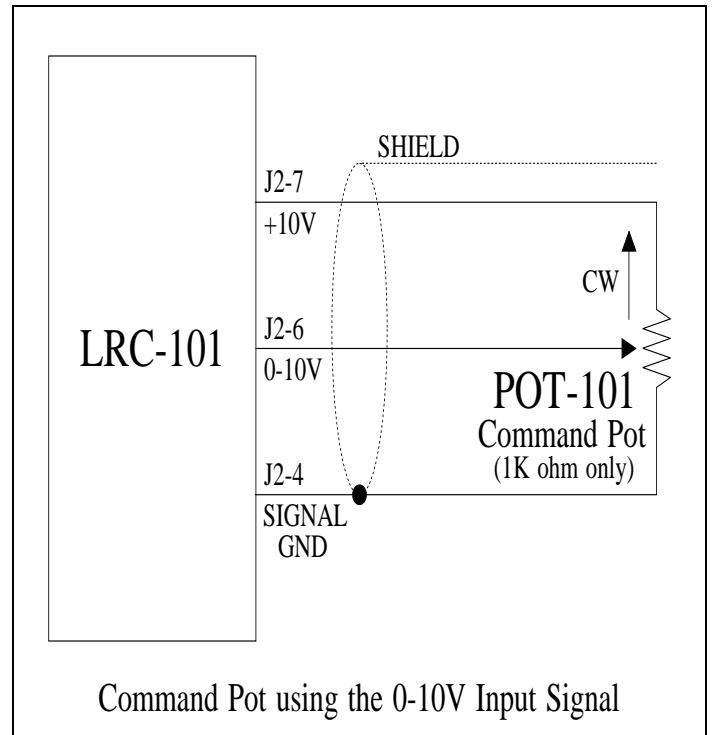 SHIELD
J2-7
+10V
CW
J2-6
LRC-101
0-10V
POT-101
Command Pot
(1K ohm only)
J2-4
SIGNAL
GND
Command Pot using the 0-10V Input Signal